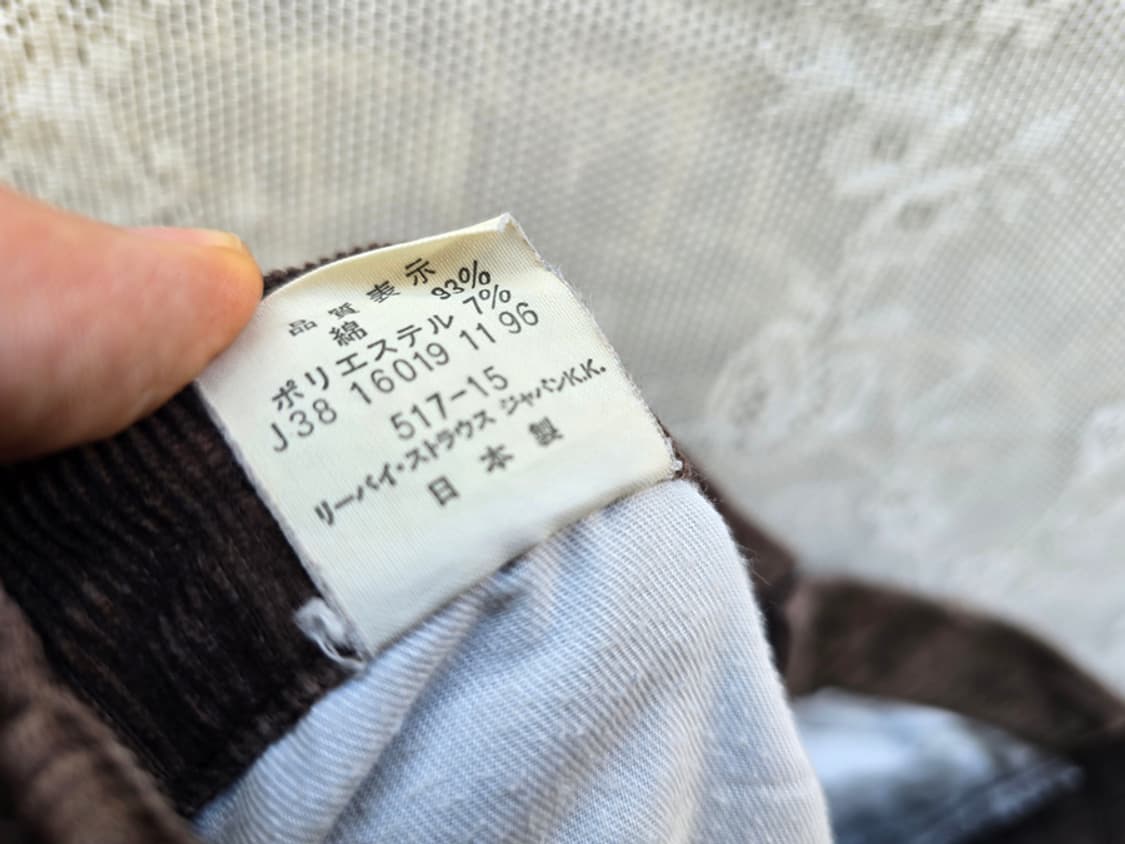 品質表示
綿 93%
ポリエステル 7%
J38 16019 11 96
517-15
リーバイ・ストラウス ジャパンK.K.
日本製